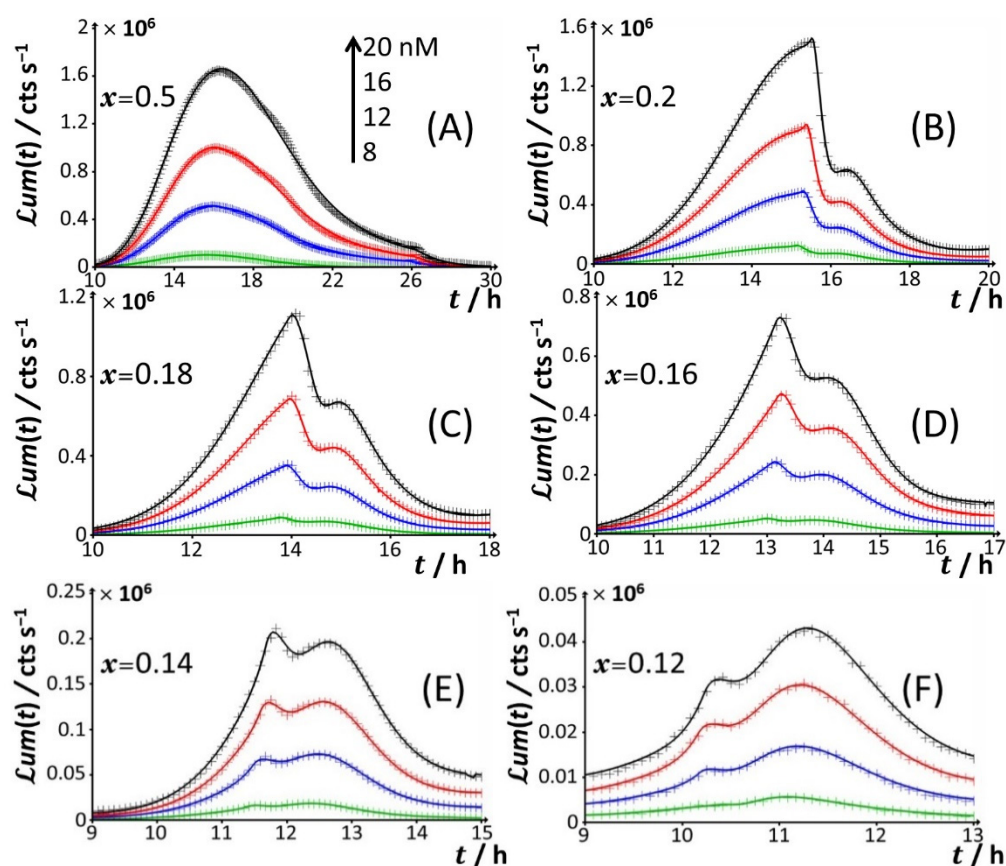 × 10⁶
2
1.6
1.2
0.8
0.4
0
ℒum(t) / cts s⁻¹
x=0.5
20 nM
16
12
8
(A)
10 14 18 22 26 30
t / h
× 10⁶
1.6
1.2
0.8
0.4
0
ℒum(t) / cts s⁻¹
x=0.2
(B)
10 12 14 16 18 20
t / h
× 10⁶
1.2
0.8
0.4
0
ℒum(t) / cts s⁻¹
x=0.18
(C)
10 12 14 16 18
t / h
× 10⁶
0.8
0.6
0.4
0.2
0
ℒum(t) / cts s⁻¹
x=0.16
(D)
10 11 12 13 14 15 16 17
t / h
× 10⁶
0.25
0.2
0.15
0.1
0.05
0
ℒum(t) / cts s⁻¹
x=0.14
(E)
9 10 11 12 13 14 15
t / h
× 10⁶
0.05
0.04
0.03
0.02
0.01
0
ℒum(t) / cts s⁻¹
x=0.12
(F)
9 10 11 12 13
t / h